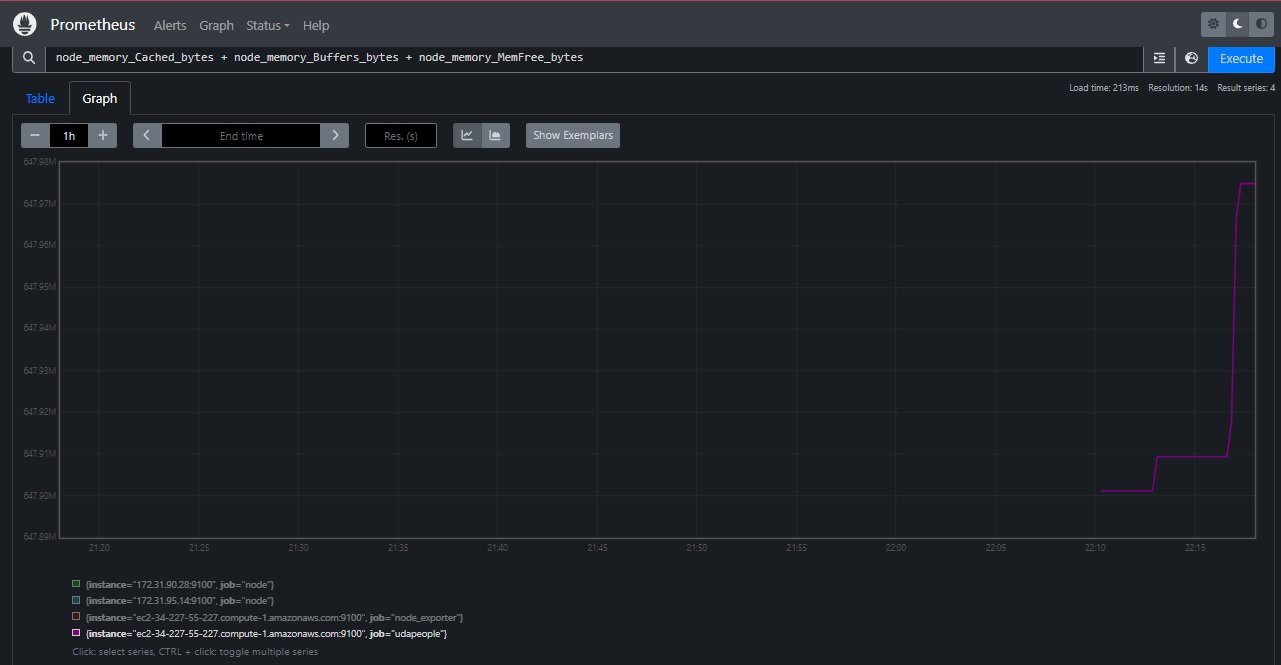 Prometheus Alerts Graph Status Help
node_memory_Cached_bytes + node_memory_Buffers_bytes + node_memory_MemFree_bytes
Execute
Table Graph
Load time: 213ms Resolution: 14s Result series: 4
− 1h + End time Res. (s) Show Exemplars
647.98M
647.97M
647.96M
647.95M
647.94M
647.93M
647.92M
647.91M
647.90M
647.89M
21:20 21:25 21:30 21:35 21:40 21:45 21:50 21:55 22:00 22:05 22:10 22:15
{instance="172.31.90.28:9100", job="node"}
{instance="172.31.95.14:9100", job="node"}
{instance="ec2-34-227-55-227.compute-1.amazonaws.com:9100", job="node_exporter"}
{instance="ec2-34-227-55-227.compute-1.amazonaws.com:9100", job="udapeople"}
Click: select series, CTRL + click: toggle multiple series